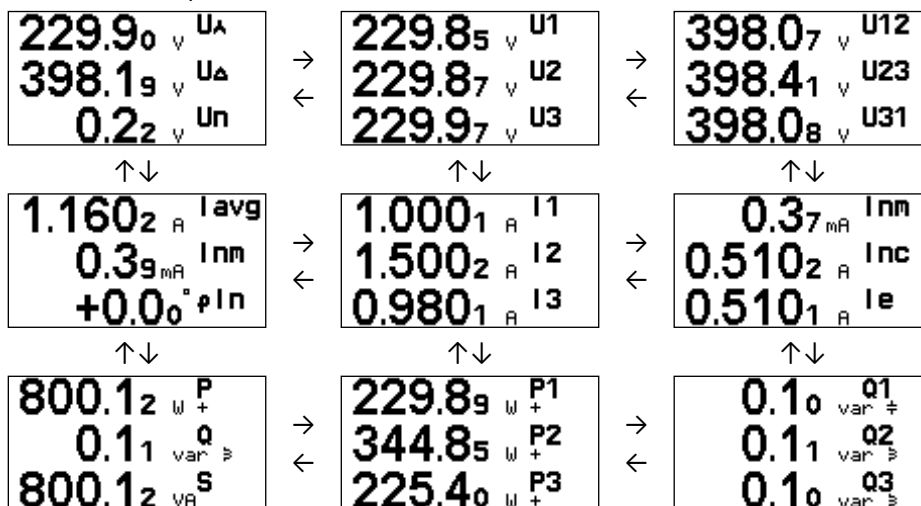 229.90 V U⅄ → 229.85 V U1 → 398.07 V U12
398.19 V U△ ← 229.87 V U2 ← 398.41 V U23
0.22 V Un 229.97 V U3 398.08 V U31
↑↓ ↑↓ ↑↓
1.1602 A Iavg → 1.0001 A I1 → 0.37 mA Inm
0.39 mA Inm ← 1.5002 A I2 ← 0.5102 A Inc
+0.00° φIn 0.9801 A I3 0.5101 A Ie
↑↓ ↑↓ ↑↓
800.12 W P + → 229.89 W P1 + → 0.10 var Q1
0.11 var Q ← 344.85 W P2 + ← 0.11 var Q2
800.12 VA S 225.40 W P3 + 0.10 var Q3